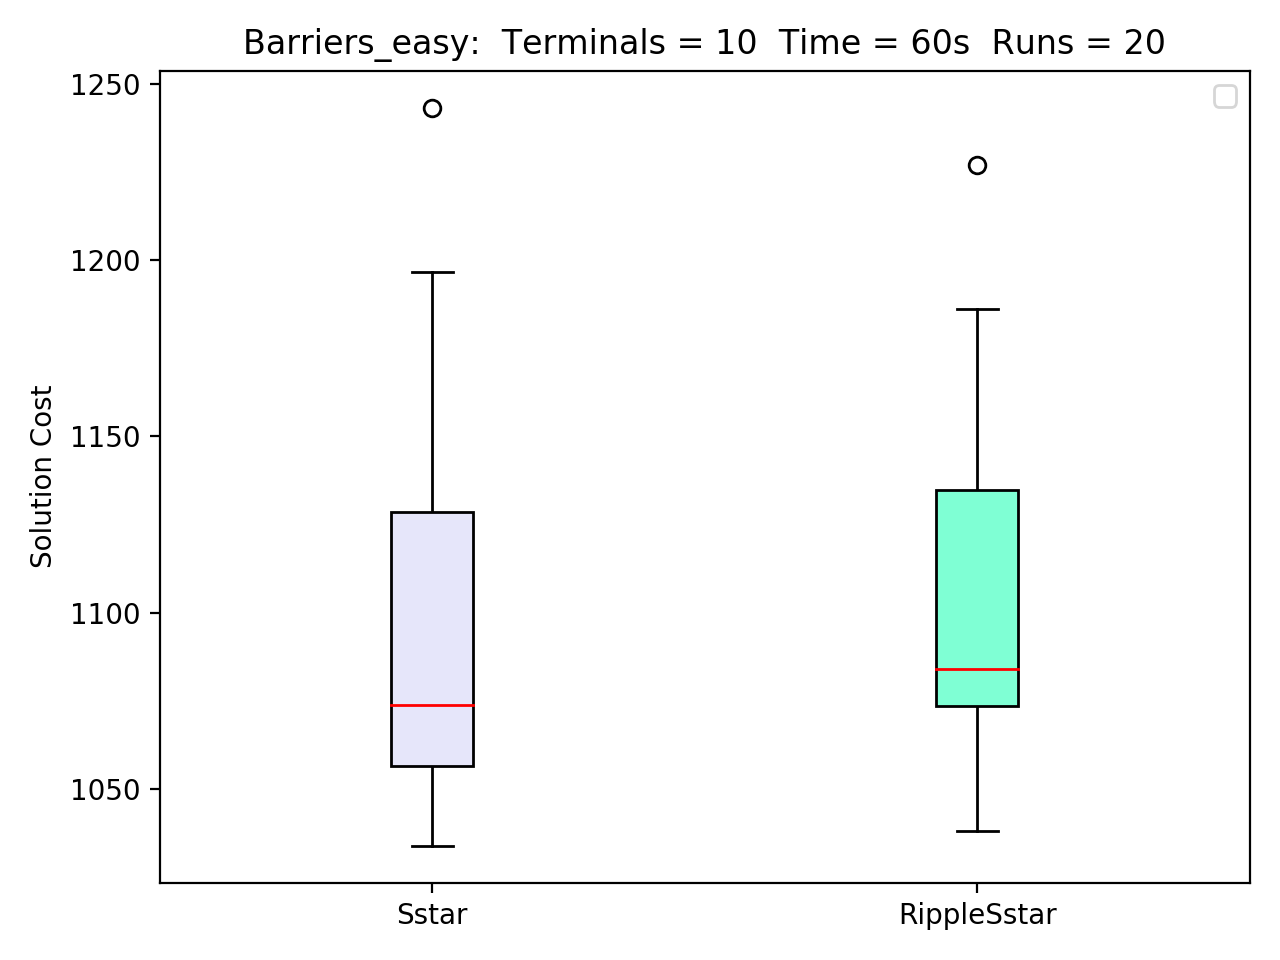 Barriers_easy:  Terminals = 10  Time = 60s  Runs = 20
1250
1200
1150
1100
1050
Solution Cost
Sstar
RippleSstar